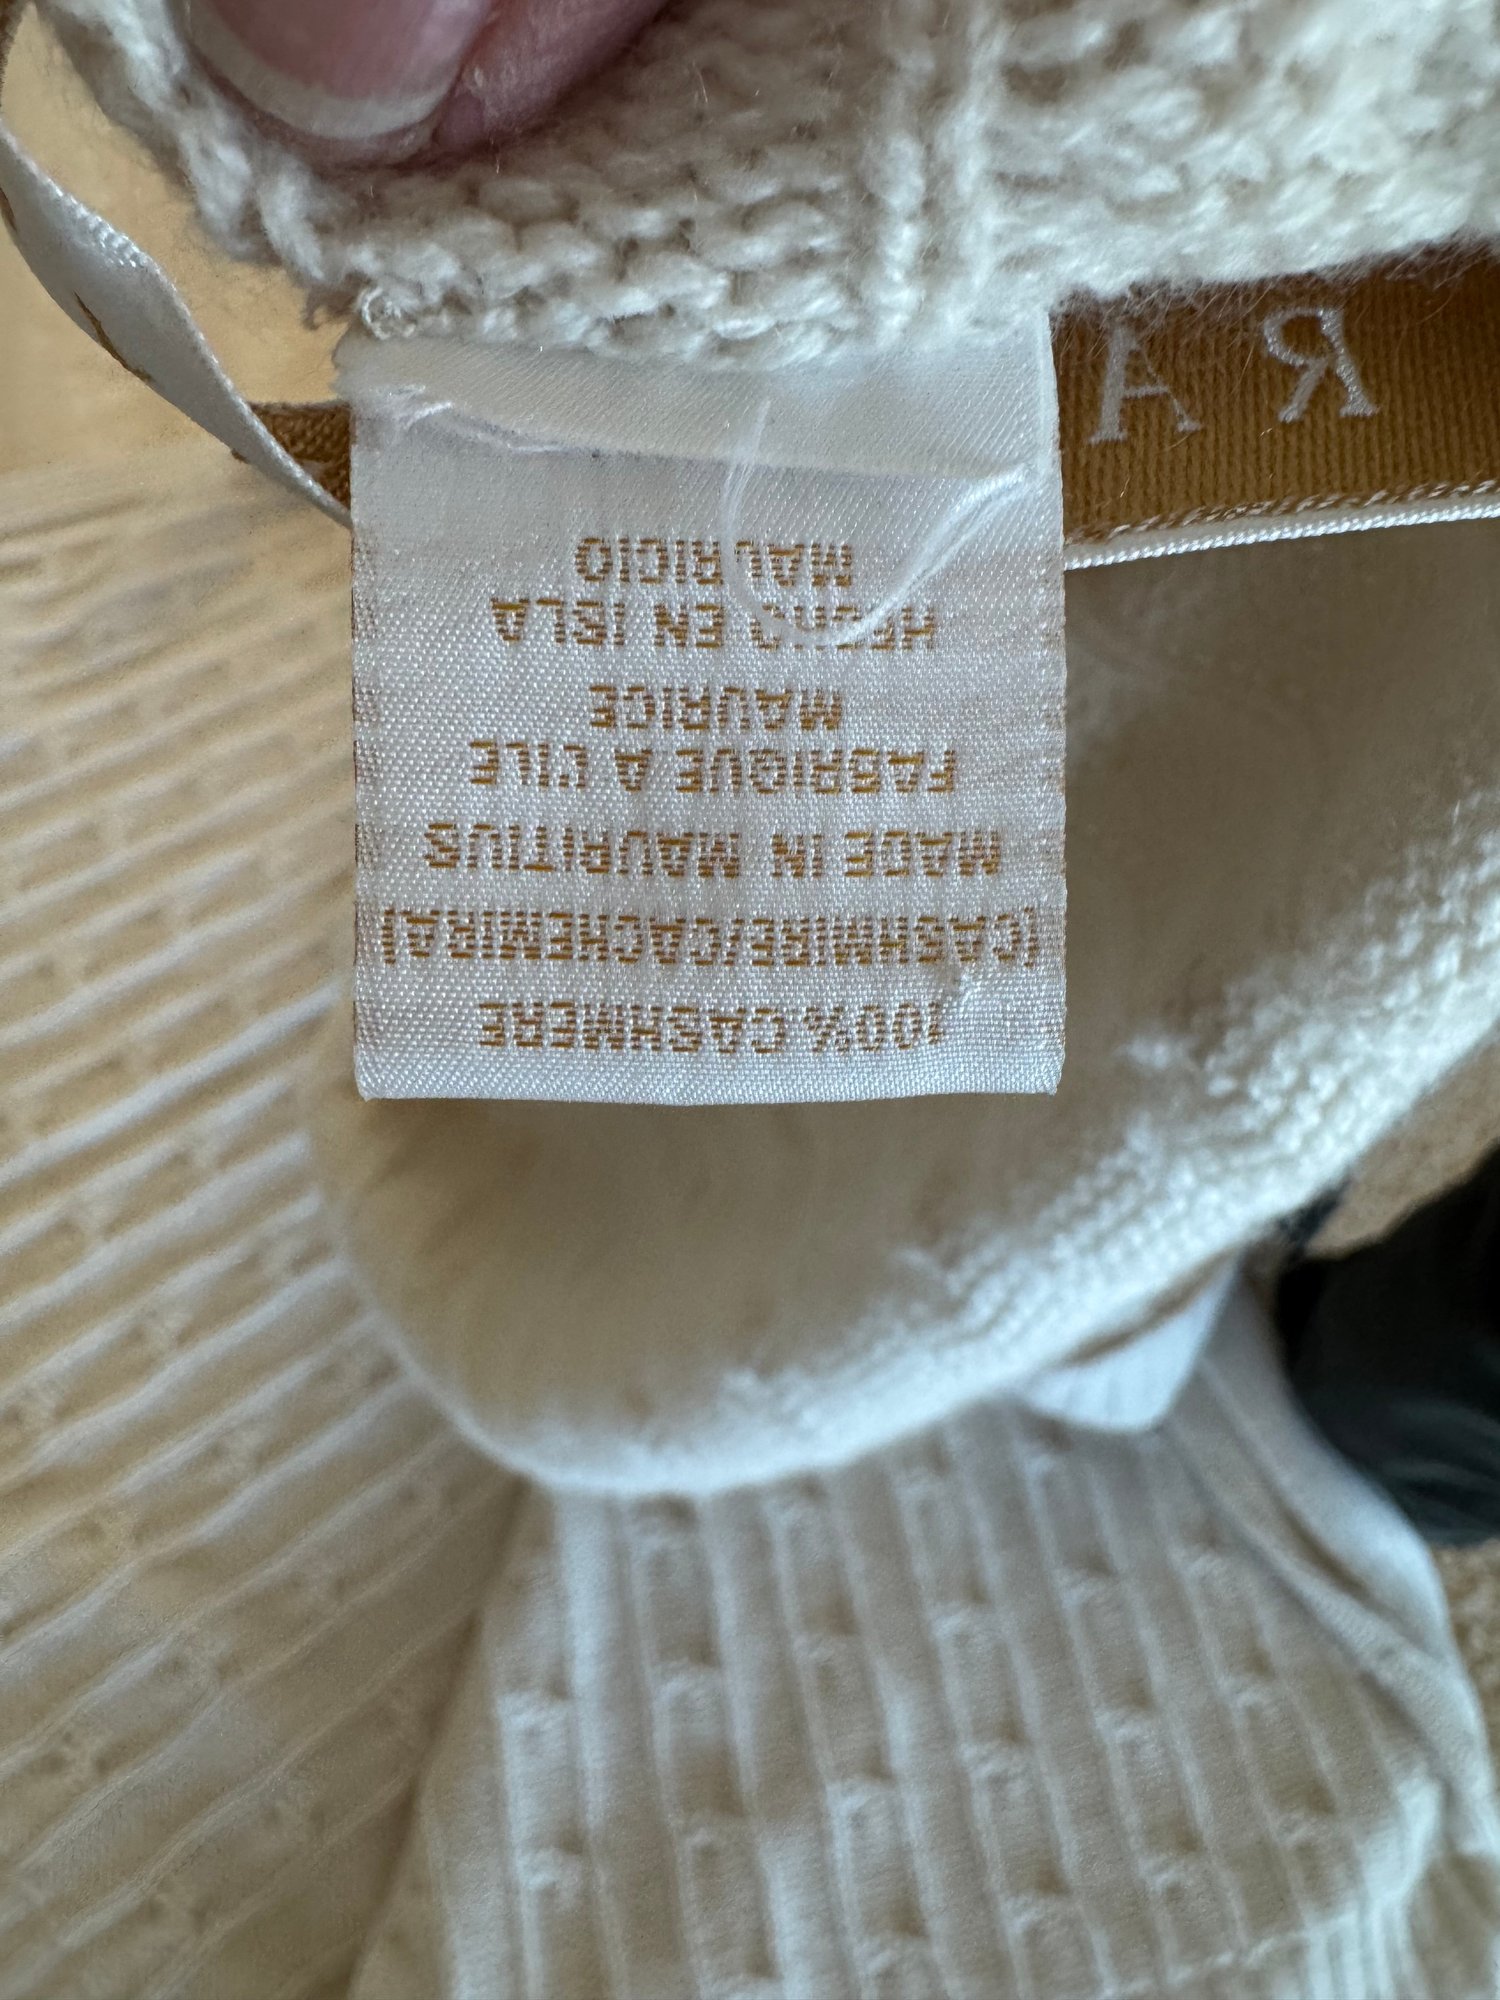 100% CASHMERE
(CASHMIRE/CACHEMIRA)
MADE IN MAURITIUS
FABRIQUE A L'ILE
MAURICE
HECHO EN ISLA
MAURICIO
R A